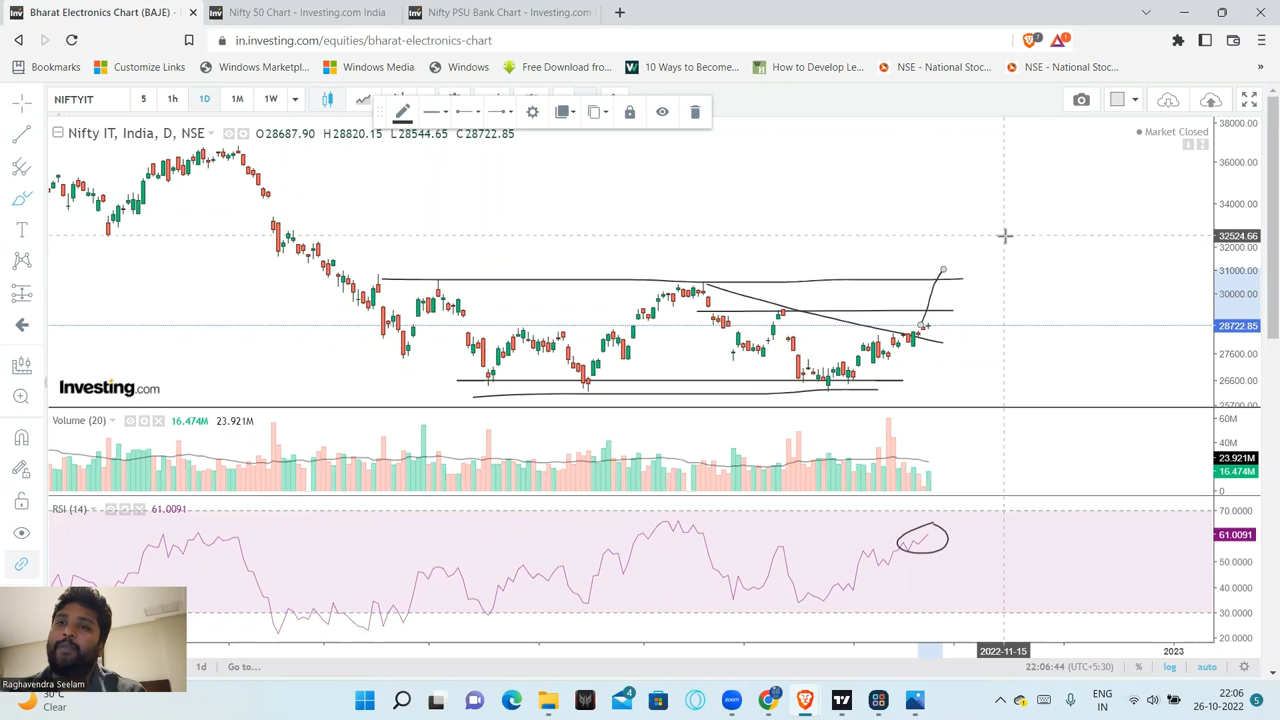 Bharat Electronics Chart (BAJE) -
Nifty 50 Chart - Investing.com India
Nifty PSU Bank Chart - Investing.com
in.investing.com/equities/bharat-electronics-chart
7
1
Bookmarks
Customize Links
Windows Marketpl...
Windows Media
Windows
Free Download from...
10 Ways to Become...
How to Develop Le...
NSE - National Stoc...
NSE - National Stoc...
NIFTYIT
5
1h
1D
1M
1W
Nifty IT, India, D, NSE
O28687.90 H28820.15 L28544.65 C28722.85
Market Closed
38000.00
36000.00
34000.00
32524.66
32000.00
31000.00
30000.00
28722.85
27600.00
26600.00
25700.00
Investing.com
Volume (20)
16.474M
23.921M
60M
40M
23.921M
16.474M
0
RSI (14)
61.0091
70.0000
61.0091
50.0000
40.0000
30.0000
20.0000
2022-11-15
2023
1d
Go to...
22:06:44 (UTC+5:30)
%
log
auto
Raghavendra Seelam
30°C
Clear
4
zoom
ENG
IN
22:06
26-10-2022